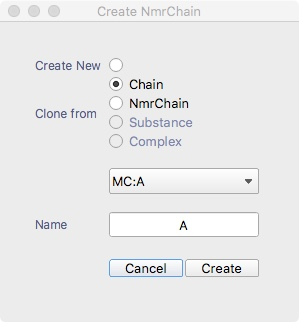 Create NmrChain
Create New
Chain
Clone from
NmrChain
Substance
Complex
MC:A
Name
A
Cancel
Create